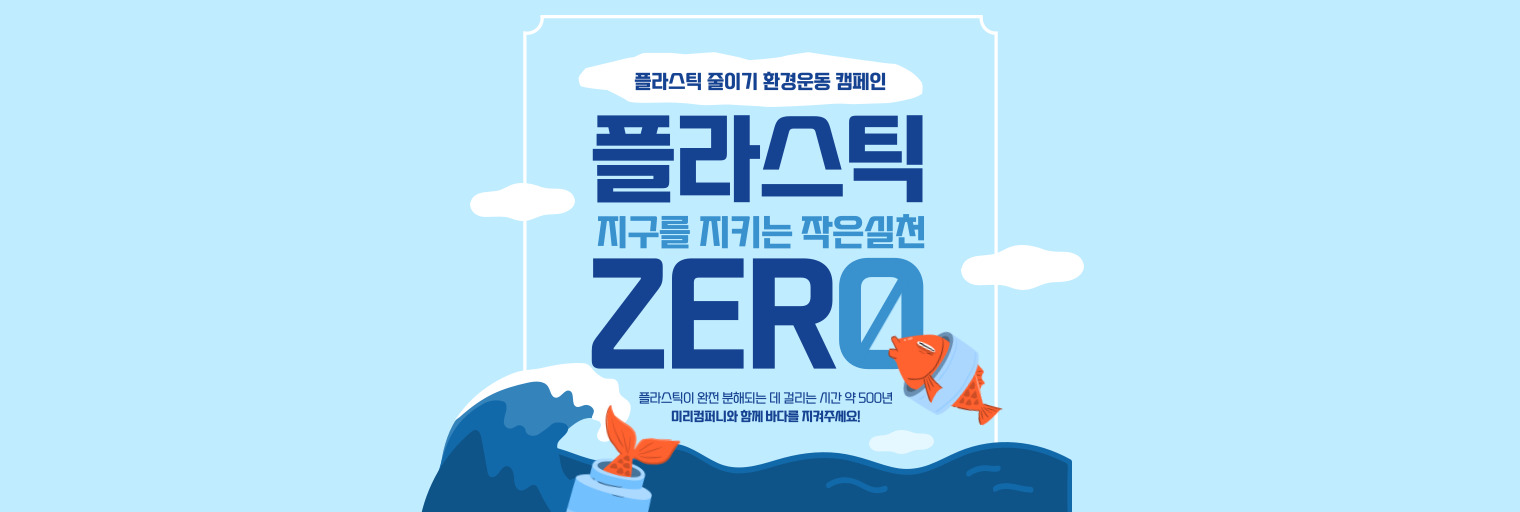 플라스틱 줄이기 환경운동 캠페인
플라스틱
지구를 지키는 작은실천
ZERO
플라스틱이 완전 분해되는 데 걸리는 시간 약 500년
미리컴퍼니와 함께 바다를 지켜주세요!